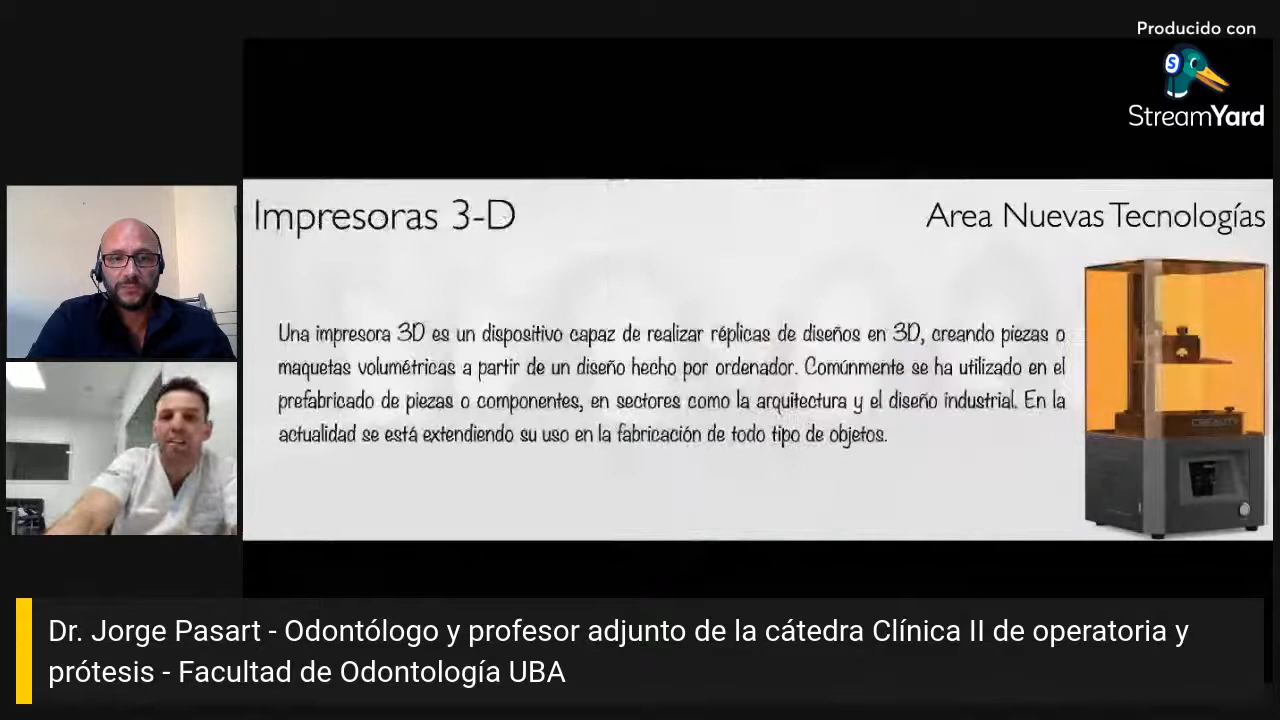 Producido con
StreamYard
Impresoras 3-D
Area Nuevas Tecnologías
Una impresora 3D es un dispositivo capaz de realizar réplicas de diseños en 3D, creando piezas o
maquetas volumétricas a partir de un diseño hecho por ordenador. Comúnmente se ha utilizado en el
prefabricado de piezas o componentes, en sectores como la arquitectura y el diseño industrial. En la
actualidad se está extendiendo su uso en la fabricación de todo tipo de objetos.
CREALITY
Dr. Jorge Pasart - Odontólogo y profesor adjunto de la cátedra Clínica II de operatoria y
prótesis - Facultad de Odontología UBA